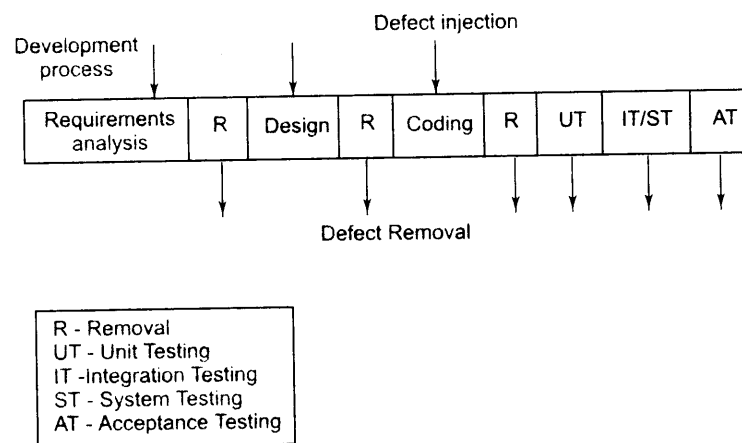 Defect injection
Development
process
Requirements
analysis
R
Design
R
Coding
R
UT
IT/ST
AT
Defect Removal
R - Removal
UT - Unit Testing
IT -Integration Testing
ST - System Testing
AT - Acceptance Testing